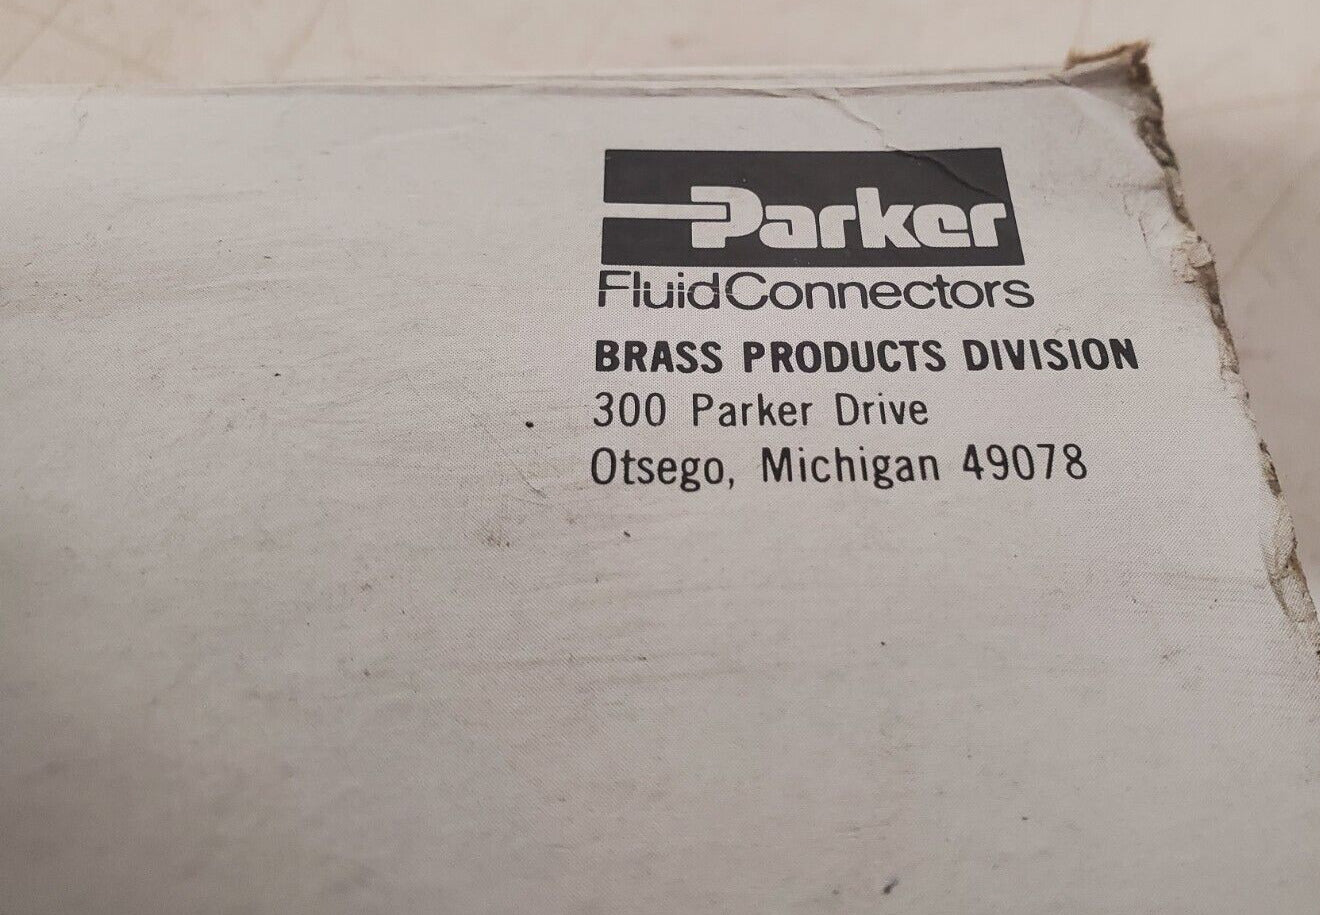 Parker
FluidConnectors
BRASS PRODUCTS DIVISION
300 Parker Drive
Otsego, Michigan 49078